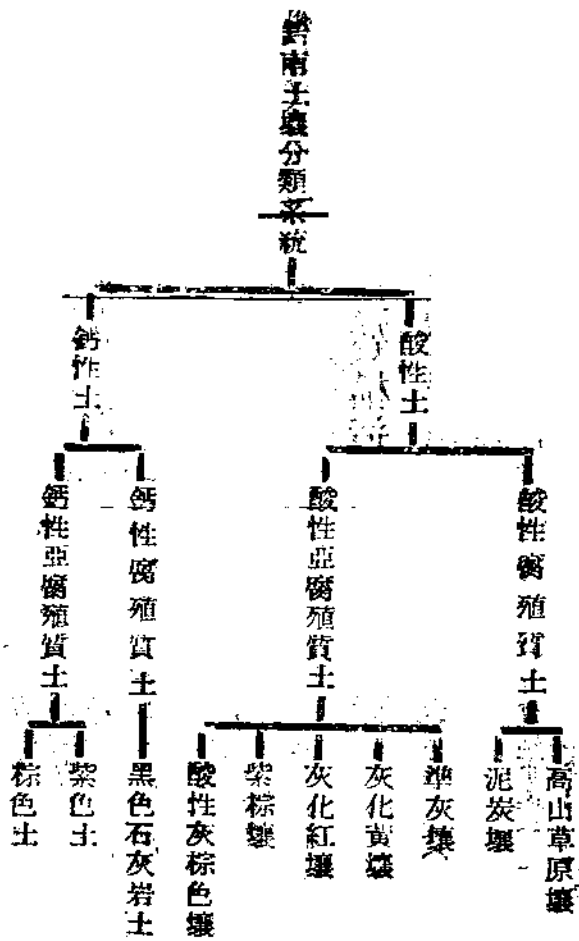 黔南土壤分類系統
酸性土
鈣性土
酸性腐殖質土
酸性亞腐殖質土
鈣性腐殖質土
鈣性亞腐殖質土
高山草原壤
泥炭壤
準灰壤
灰化黃壤
灰化紅壤
紫棕壤
酸性灰棕色壤
黑色石灰岩土
紫色土
棕色土